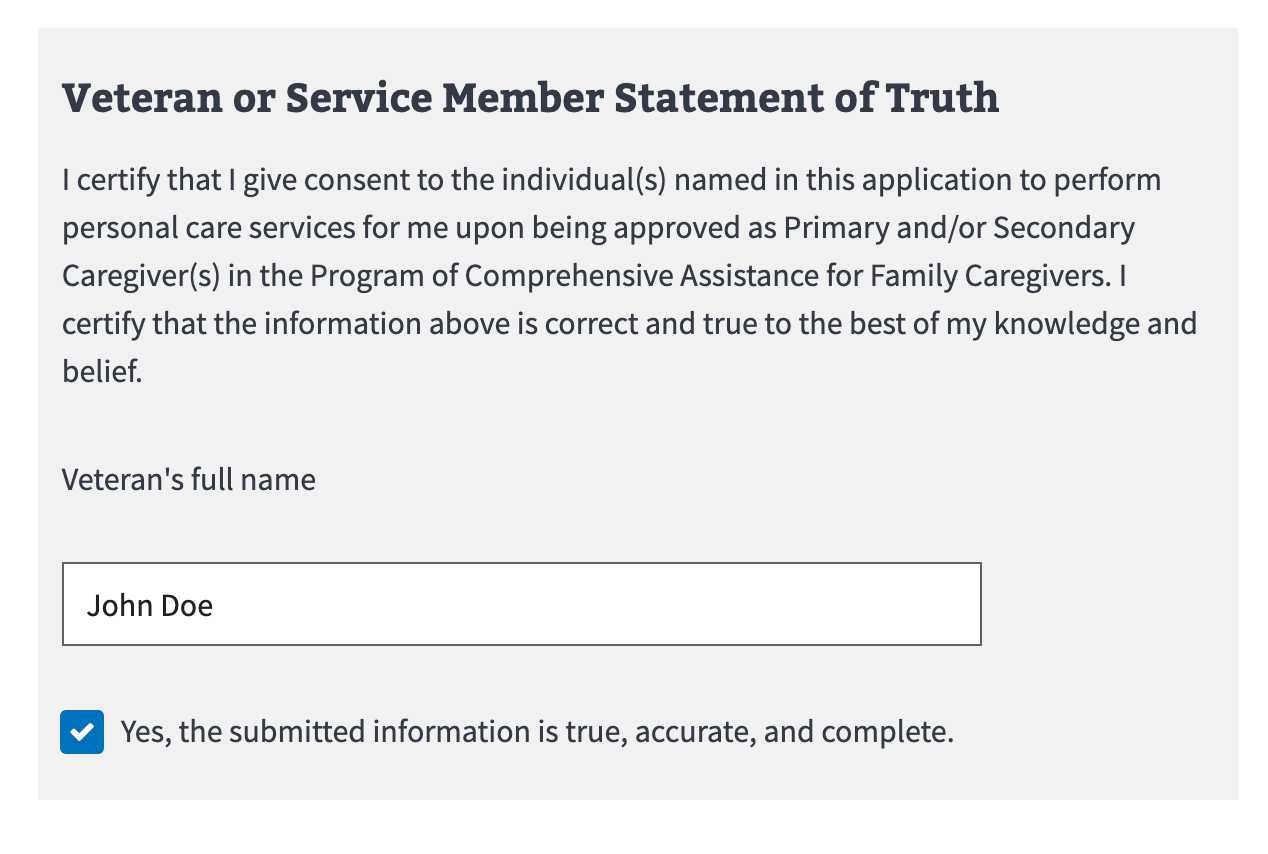 Veteran or Service Member Statement of Truth
I certify that I give consent to the individual(s) named in this application to perform
personal care services for me upon being approved as Primary and/or Secondary
Caregiver(s) in the Program of Comprehensive Assistance for Family Caregivers. I
certify that the information above is correct and true to the best of my knowledge and
belief.
Veteran's full name
John Doe
Yes, the submitted information is true, accurate, and complete.